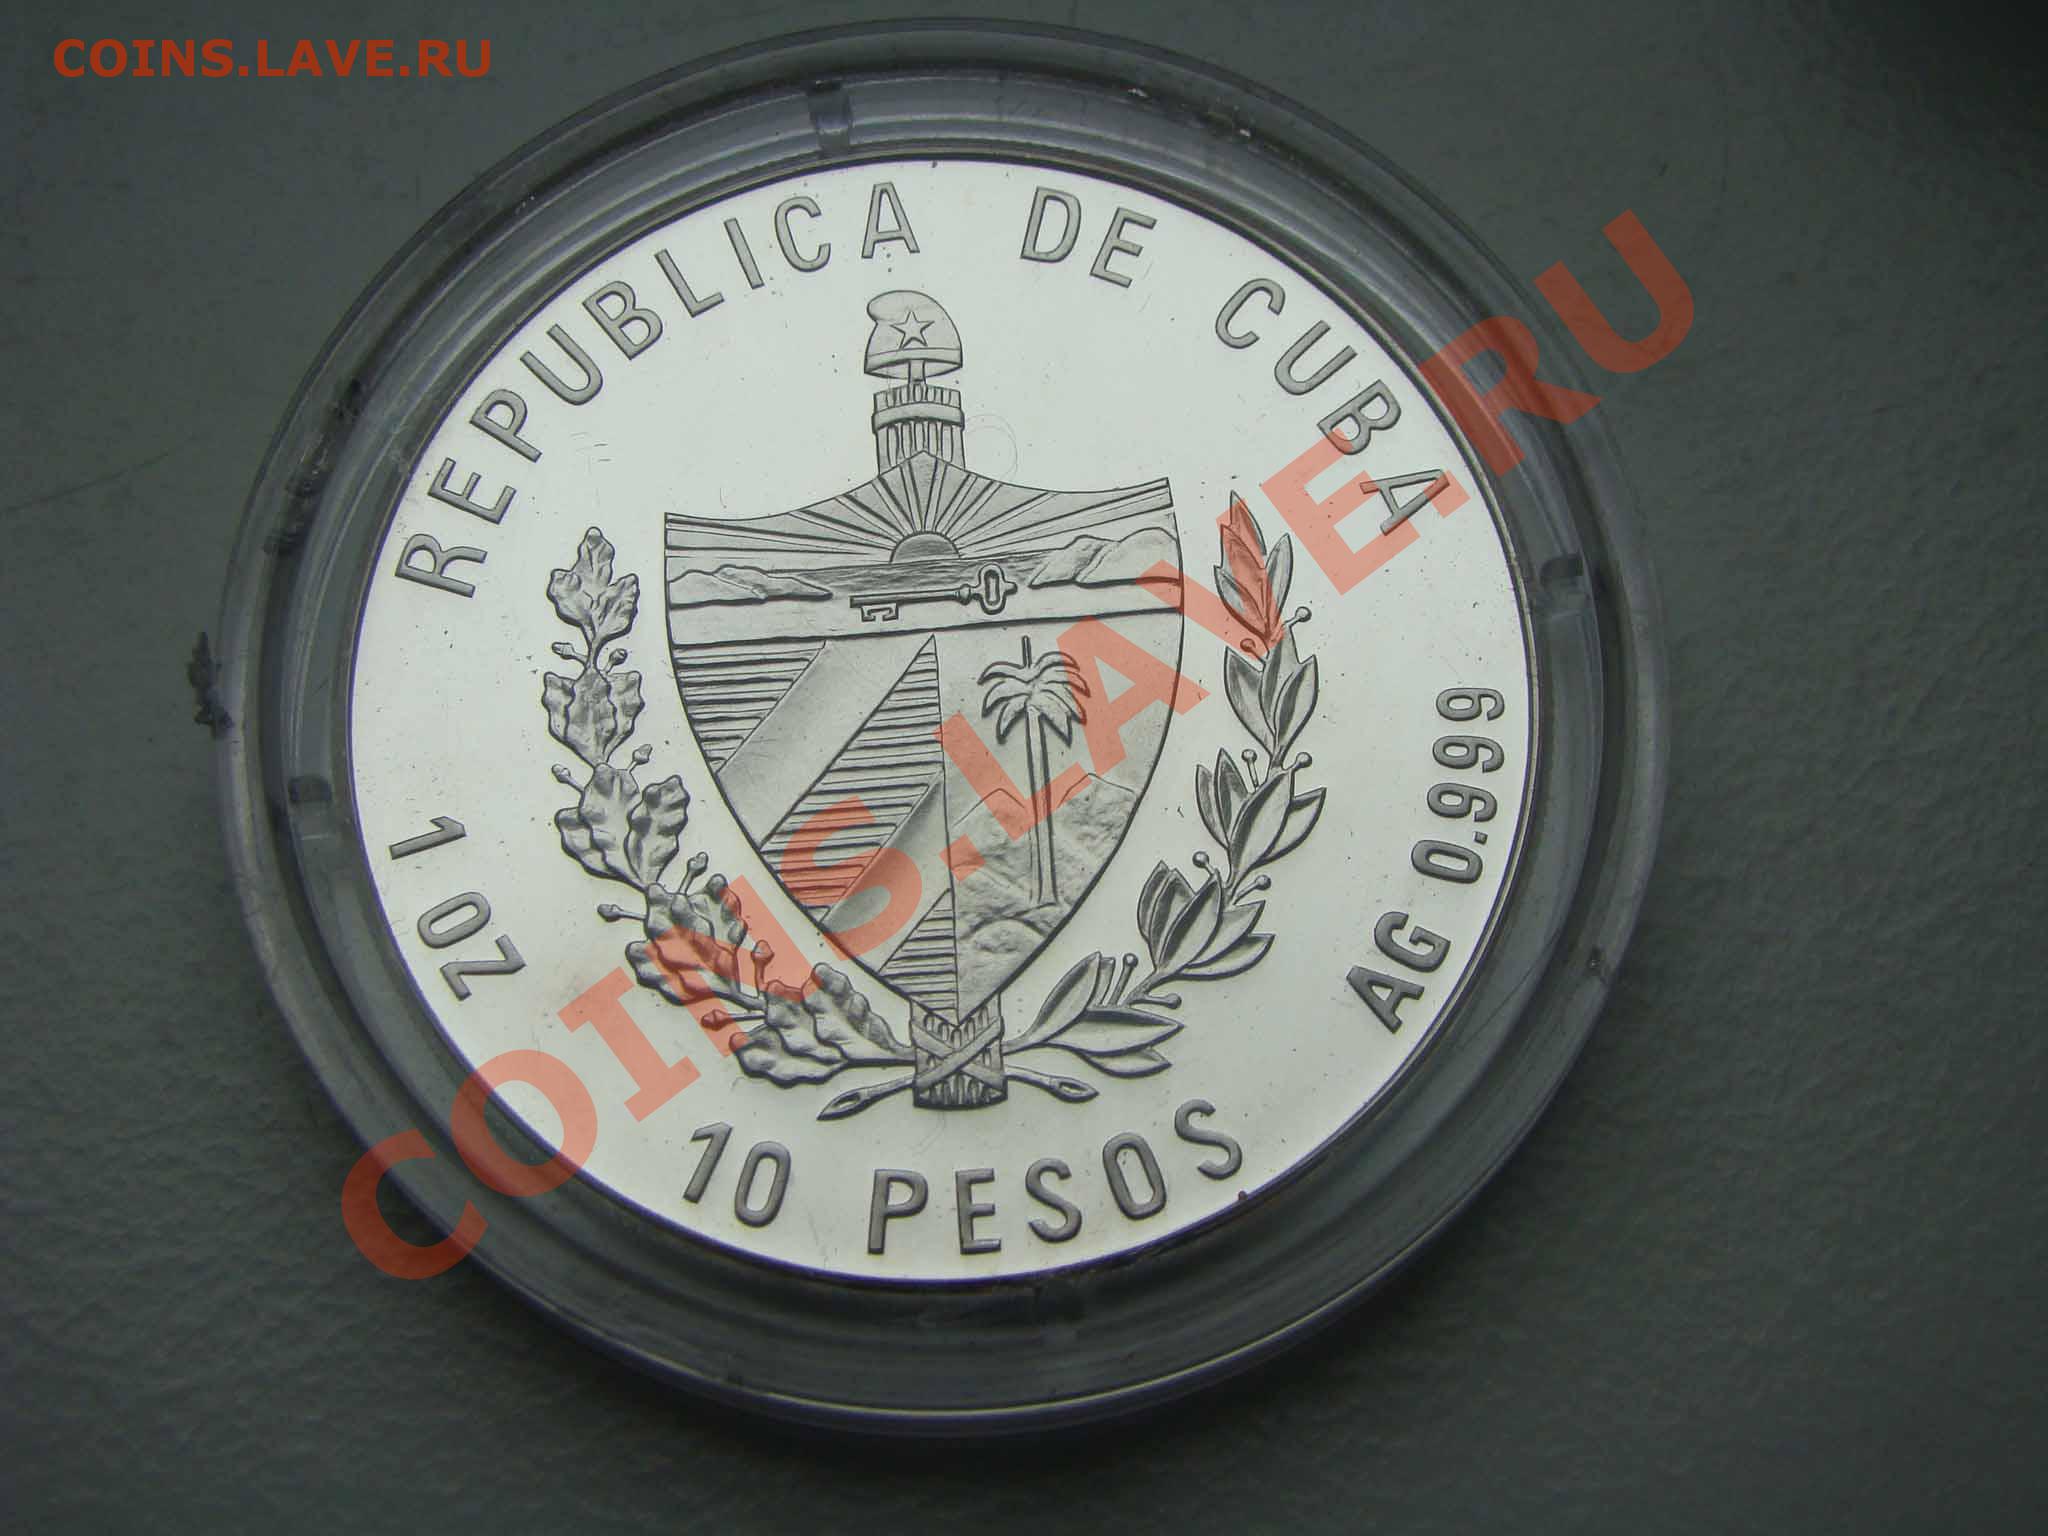 COINS.LAVE.RU
REPUBLICA DE CUBA
1 OZ
10 PESOS
AG 0.999
COINS.LAVE.RU